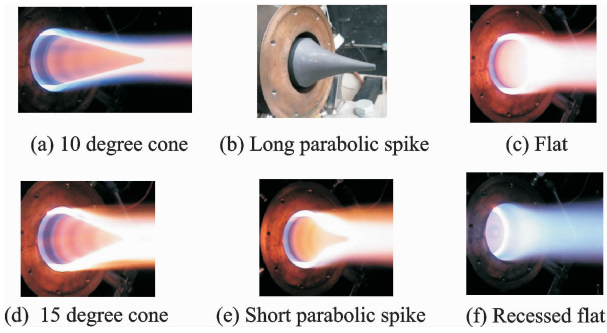 (a) 10 degree cone
(b) Long parabolic spike
(c) Flat
(d) 15 degree cone
(e) Short parabolic spike
(f) Recessed flat